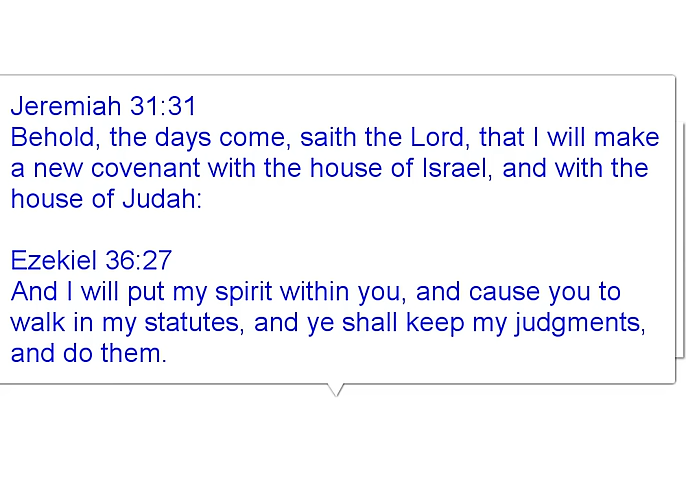 Jeremiah 31:31
Behold, the days come, saith the Lord, that I will make
a new covenant with the house of Israel, and with the
house of Judah:
Ezekiel 36:27
And I will put my spirit within you, and cause you to
walk in my statutes, and ye shall keep my judgments,
and do them.